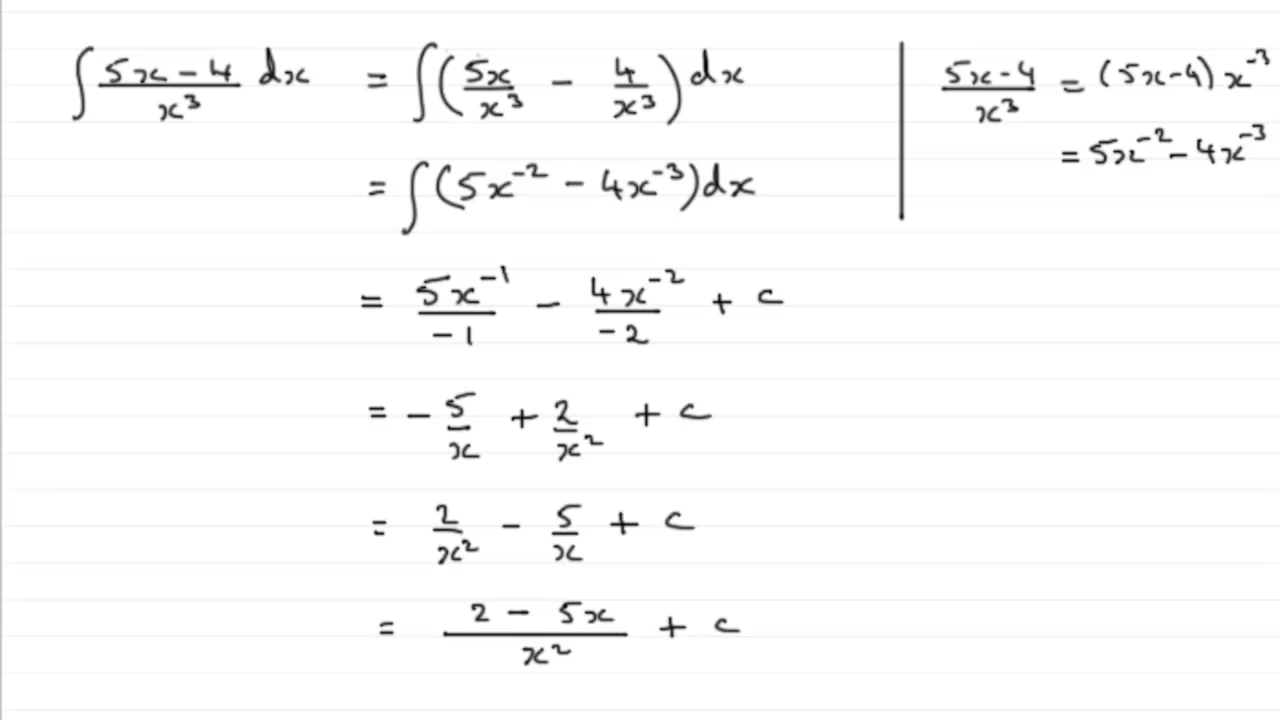 ∫ (5x − 4)/x³ dx = ∫ (5x/x³ − 4/x³) dx
= ∫ (5x⁻² − 4x⁻³) dx
= 5x⁻¹/−1 − 4x⁻²/−2 + c
= − 5/x + 2/x² + c
= 2/x² − 5/x + c
= (2 − 5x)/x² + c
(5x − 4)/x³ = (5x − 4) x⁻³
= 5x⁻² − 4x⁻³